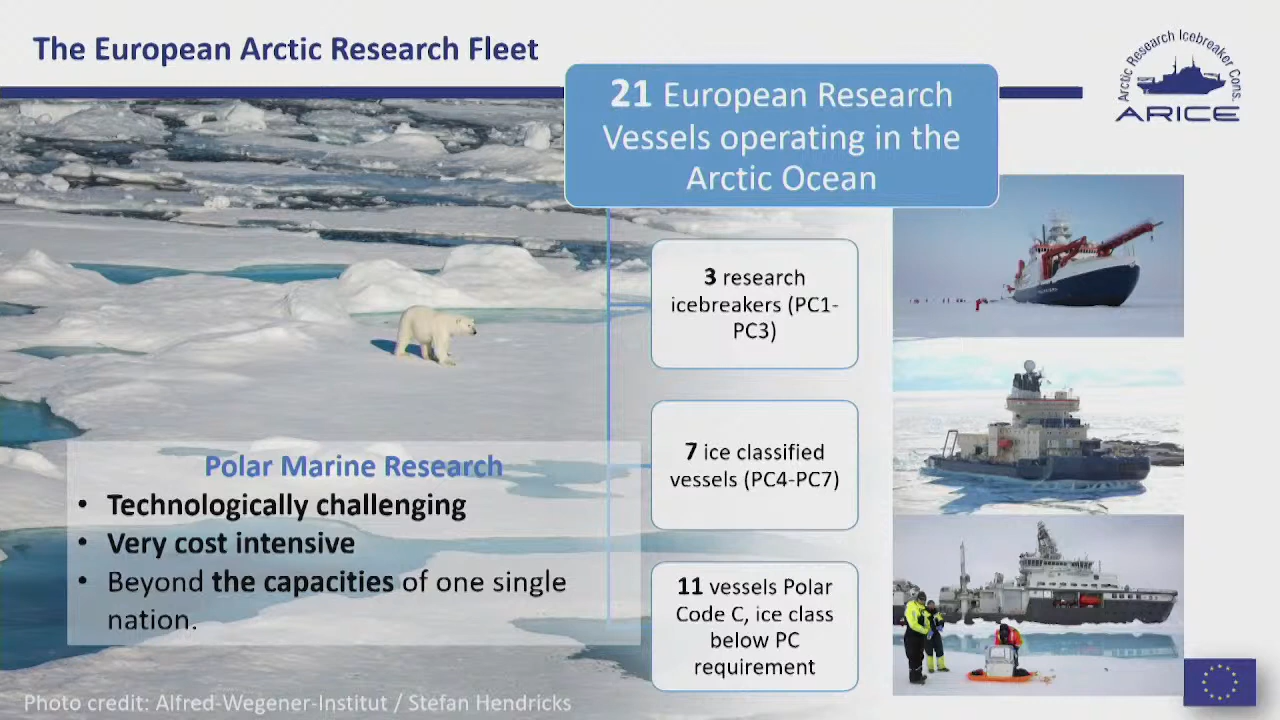 The European Arctic Research Fleet
Arctic Research Icebreaker Cons.
ARICE
21 European Research
Vessels operating in the
Arctic Ocean
3 research
icebreakers (PC1-
PC3)
7 ice classified
vessels (PC4-PC7)
11 vessels Polar
Code C, ice class
below PC
requirement
Polar Marine Research
• Technologically challenging
• Very cost intensive
• Beyond the capacities of one single
nation.
Photo credit: Alfred-Wegener-Institut / Stefan Hendricks